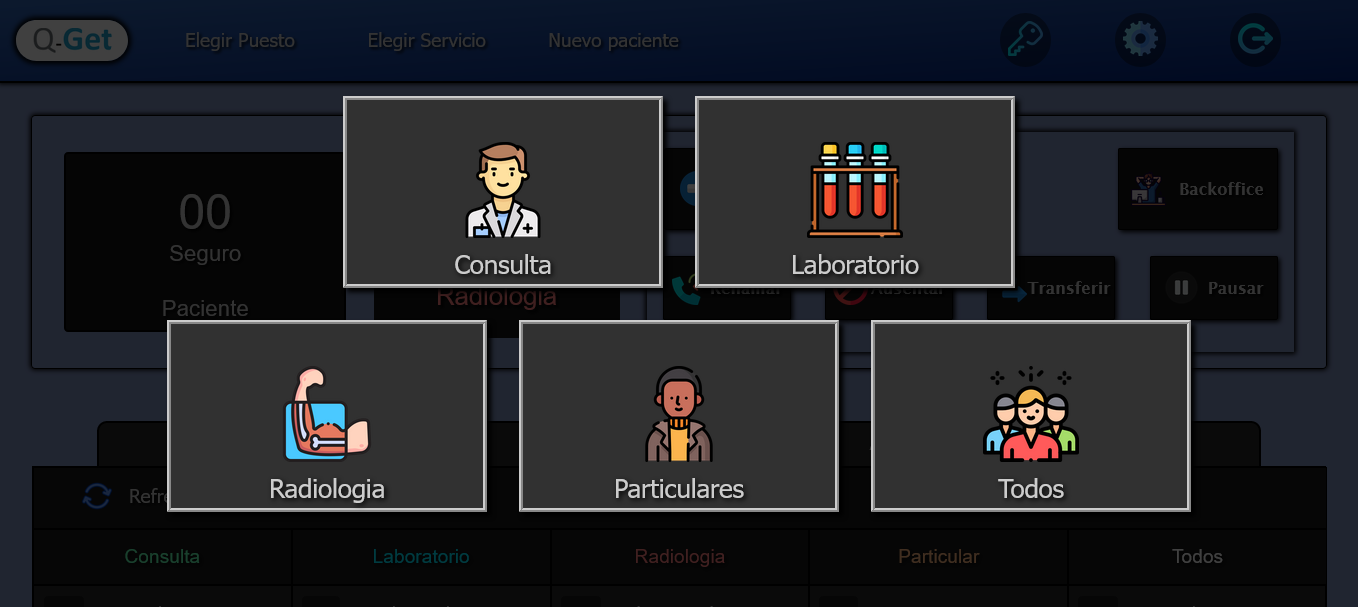 Q-Get
Elegir Puesto
Elegir Servicio
Nuevo paciente
Consulta
Laboratorio
00
Seguro
Paciente
Radiologia
Backoffice
Rellamar
Ausentar
Transferir
Pausar
Radiologia
Particulares
Todos
Refre
Consulta
Laboratorio
Radiologia
Particular
Todos